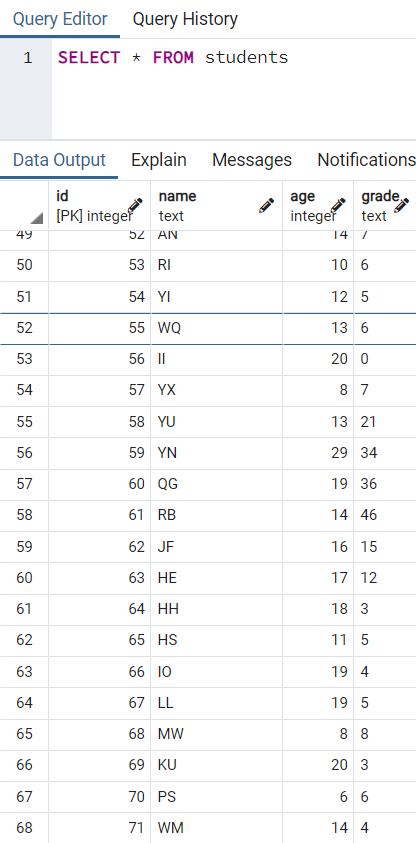 Query Editor Query History
1 SELECT * FROM students
Data Output Explain Messages Notifications
id name age grade
[PK] integer text integer text
49 52 AN 14 7
50 53 RI 10 6
51 54 YI 12 5
52 55 WQ 13 6
53 56 II 20 0
54 57 YX 8 7
55 58 YU 13 21
56 59 YN 29 34
57 60 QG 19 36
58 61 RB 14 46
59 62 JF 16 15
60 63 HE 17 12
61 64 HH 18 3
62 65 HS 11 5
63 66 IO 19 4
64 67 LL 19 5
65 68 MW 8 8
66 69 KU 20 3
67 70 PS 6 6
68 71 WM 14 4